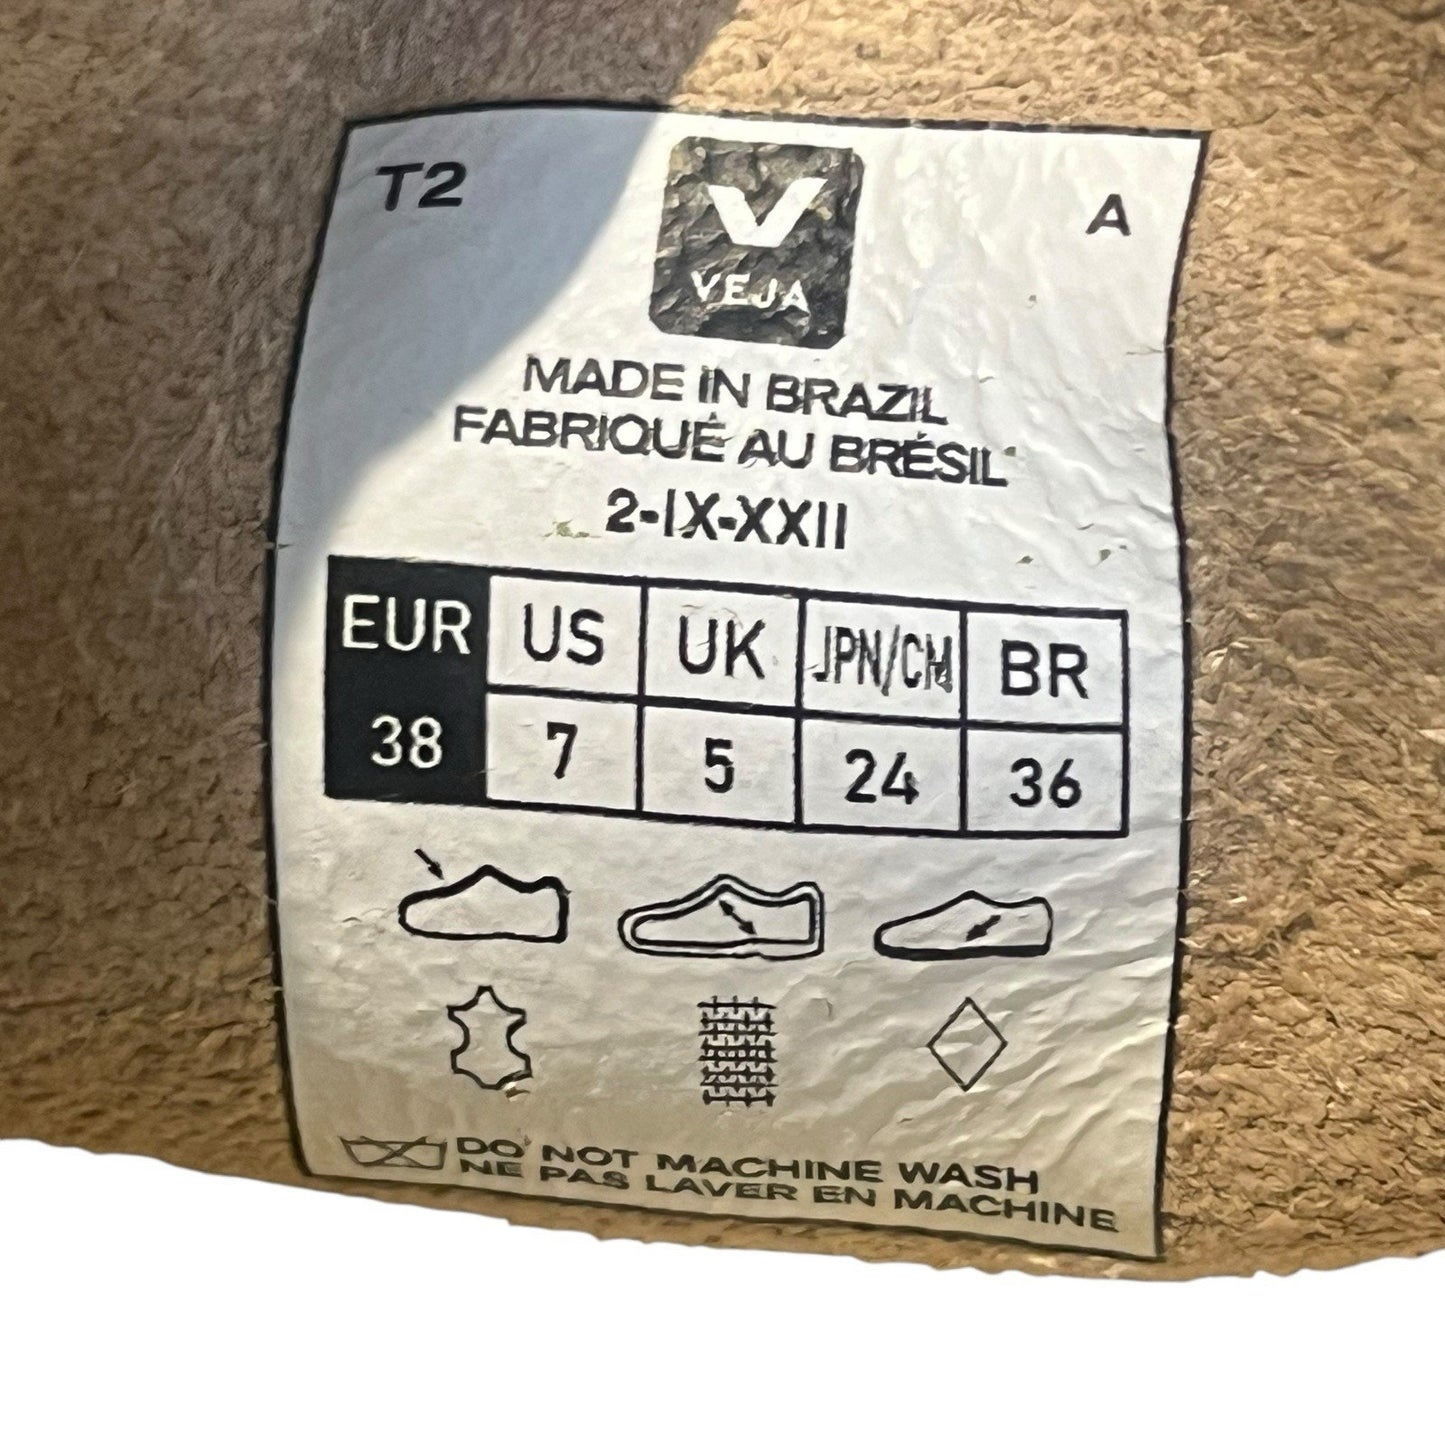 T2
A
VEJA
MADE IN BRAZIL
FABRIQUÉ AU BRÉSIL
2-IX-XXII
EUR US UK JPN/CM BR
38 7 5 24 36
DO NOT MACHINE WASH
NE PAS LAVER EN MACHINE